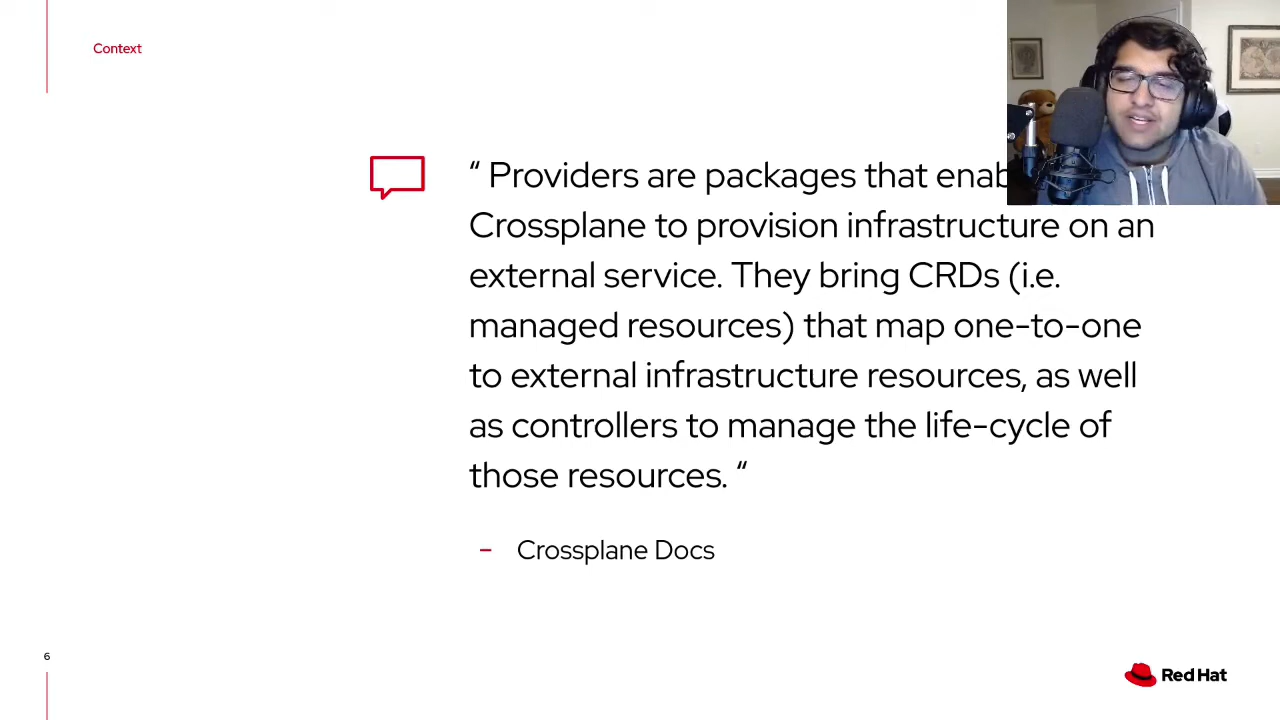 Context
“ Providers are packages that
Crossplane to provision infrastructure on an
external service. They bring CRDs (i.e.
managed resources) that map one-to-one
to external infrastructure resources, as well
as controllers to manage the life-cycle of
those resources. “
– Crossplane Docs
6
Red Hat